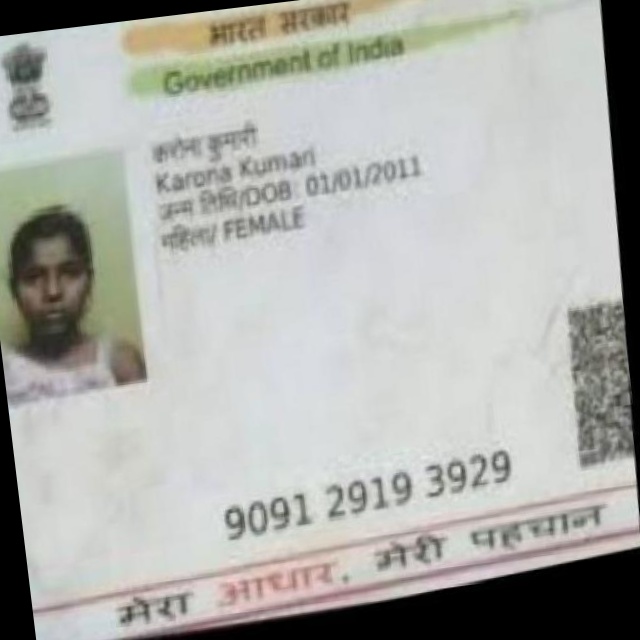 भारत सरकार
Government of India
करोना कुमारी
Karona Kumari
जन्म तिथि/DOB: 01/01/2011
महिला/ FEMALE
9091 2919 3929
मेरा आधार, मेरी पहचान